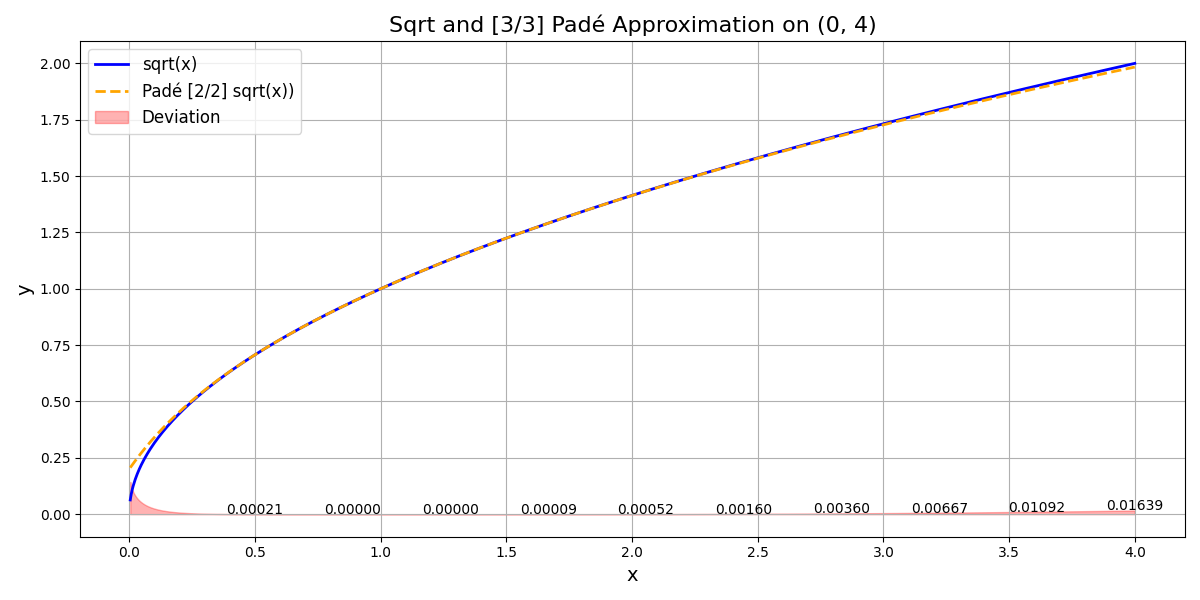 Sqrt and [3/3] Padé Approximation on (0, 4)
sqrt(x)
Padé [2/2] sqrt(x))
Deviation
y
2.00
1.75
1.50
1.25
1.00
0.75
0.50
0.25
0.00
0.00021 0.00000 0.00000 0.00009 0.00052 0.00160 0.00360 0.00667 0.01092 0.01639
0.0 0.5 1.0 1.5 2.0 2.5 3.0 3.5 4.0
x